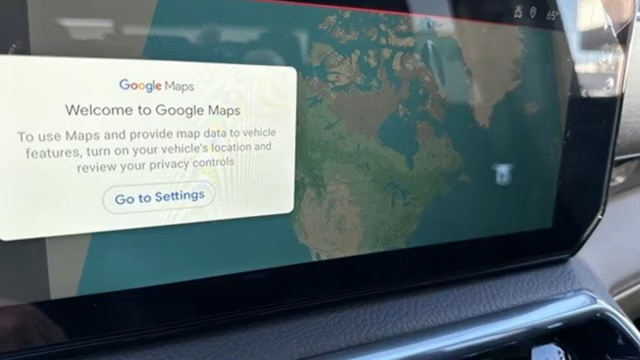 65°
Google Maps
Welcome to Google Maps
To use Maps and provide map data to vehicle
features, turn on your vehicle's location and
review your privacy controls
Go to Settings